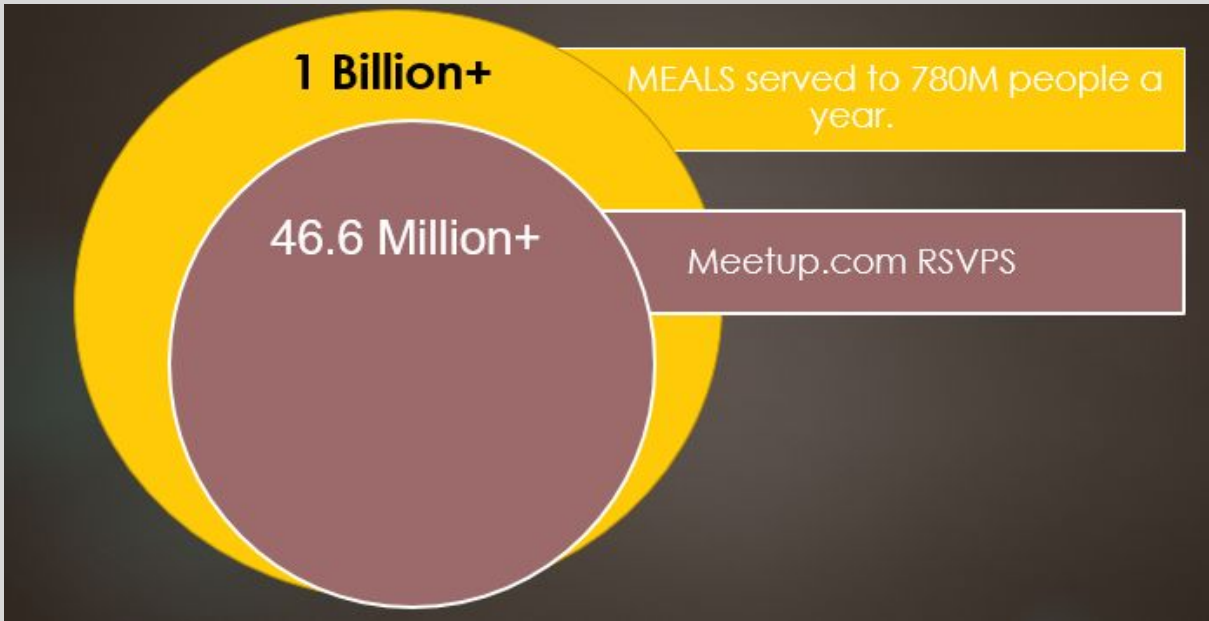 1 Billion+
MEALS served to 780M people a
year.
46.6 Million+
Meetup.com RSVPS